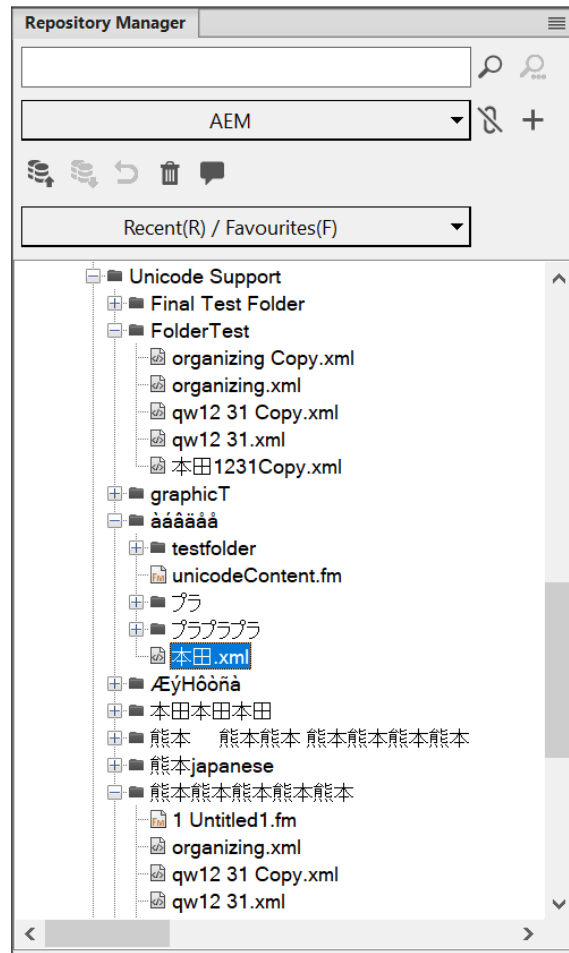 Repository Manager
AEM
Recent(R) / Favourites(F)
Unicode Support
Final Test Folder
FolderTest
organizing Copy.xml
organizing.xml
qw12 31 Copy.xml
qw12 31.xml
本田1231Copy.xml
graphicT
àáâäåå
testfolder
unicodeContent.fm
プラ
プラプラプラ
本田.xml
ÆýHôòñà
本田本田本田
熊本　熊本熊本 熊本熊本熊本熊本
熊本japanese
熊本熊本熊本熊本熊本
1 Untitled1.fm
organizing.xml
qw12 31 Copy.xml
qw12 31.xml